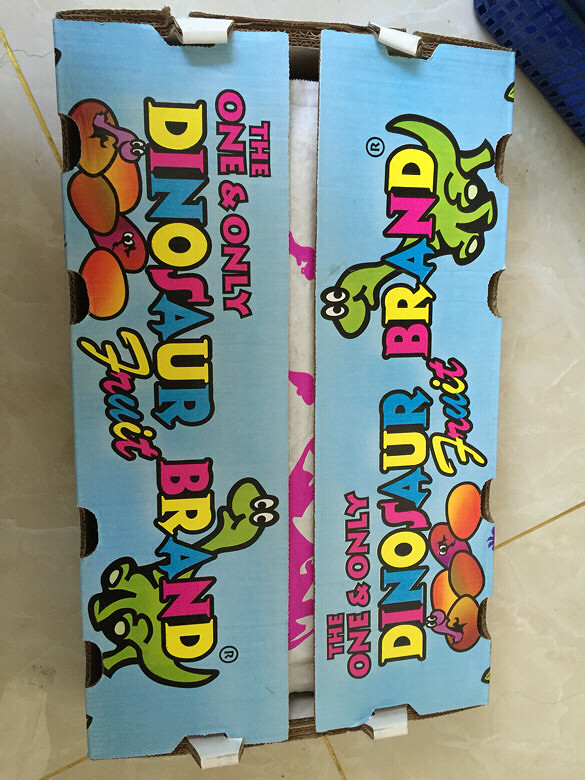 THE
ONE & ONLY
DINOSAUR BRAND®
Fruit
THE
ONE & ONLY
DINOSAUR BRAND®
Fruit